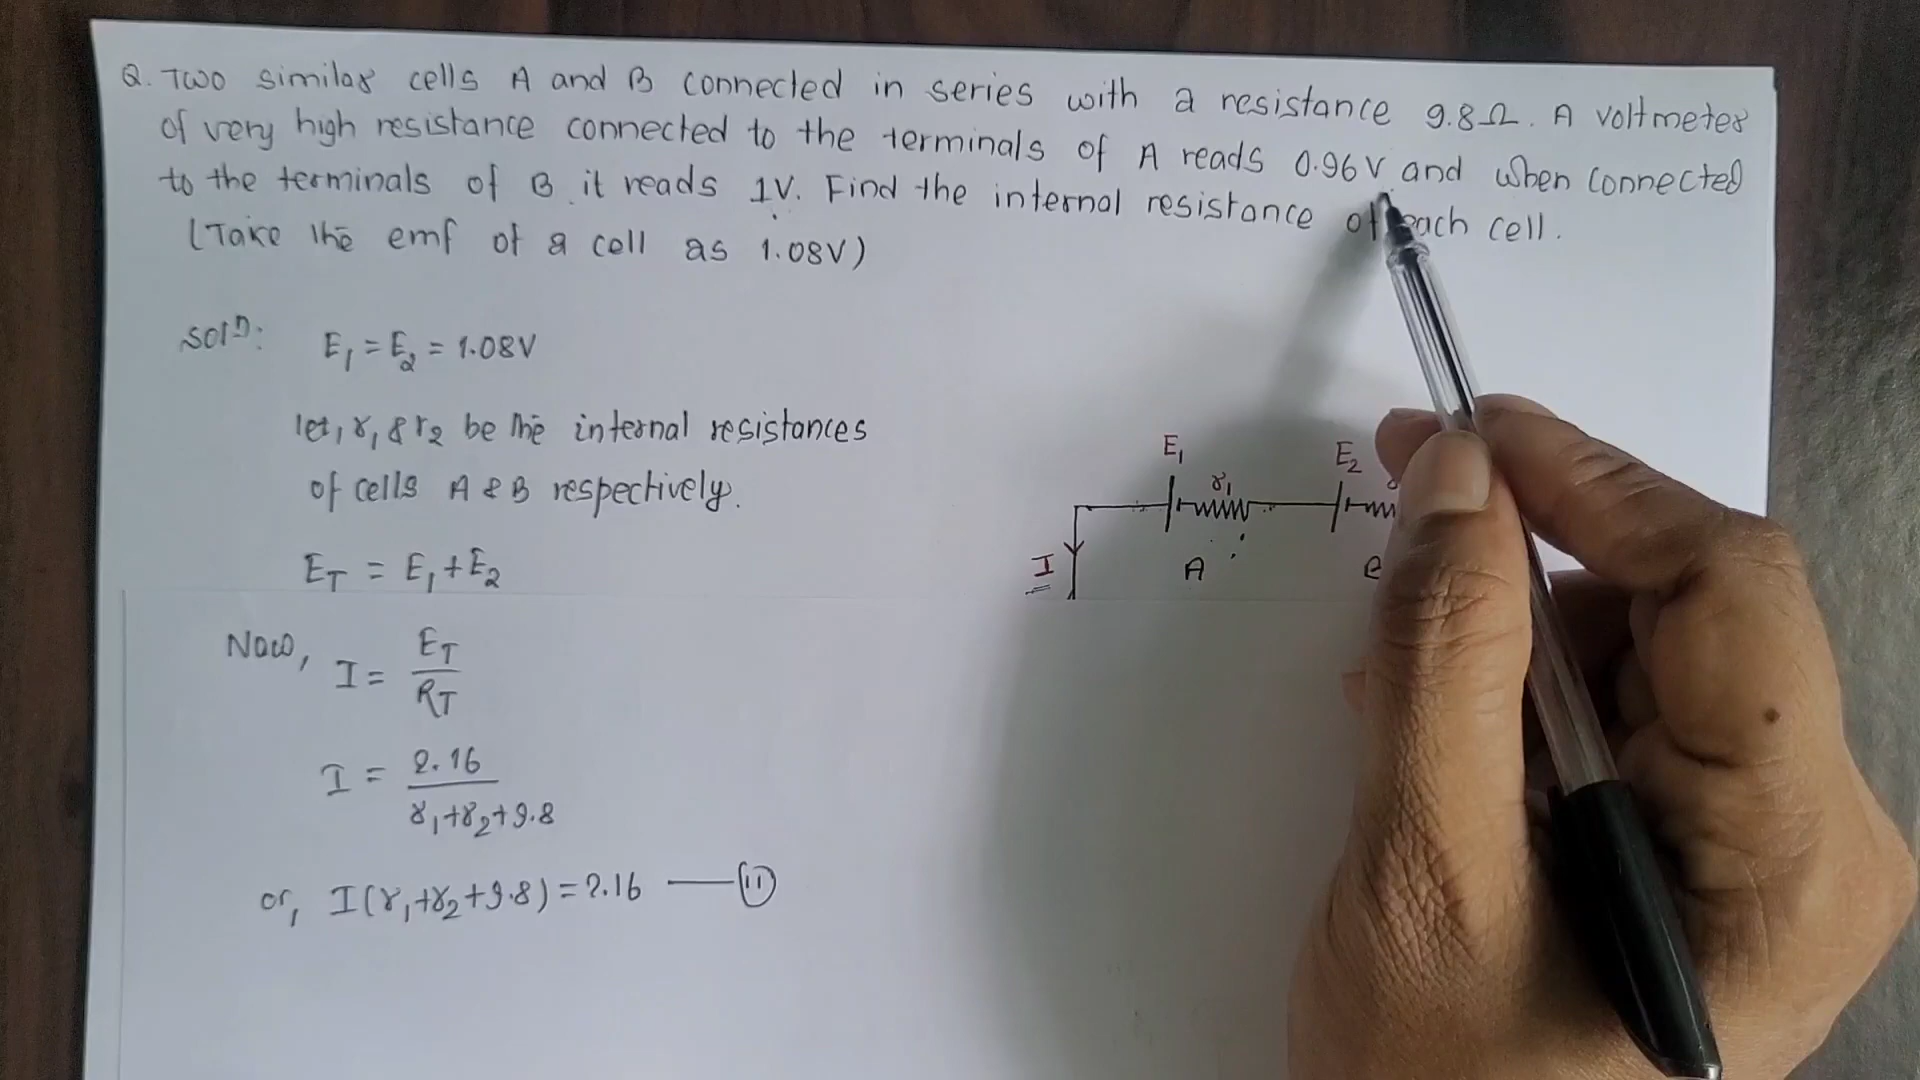 Q. Two similar cells A and B connected in series with a resistance 9.8Ω. A voltmeter
of very high resistance connected to the terminals of A reads 0.96V and when connected
to the terminals of B it reads 1V. Find the internal resistance of each cell.
(Take the emf of a cell as 1.08V)
Solⁿ: E₁ = E₂ = 1.08V
let, r₁ & r₂ be the internal resistances
of cells A & B respectively.
E_T = E₁ + E₂
E₁ E₂
r₁
I A B
Now, I = E_T / R_T
I = 2.16 / r₁+r₂+9.8
or, I(r₁+r₂+9.8) = 2.16 —— (ii)